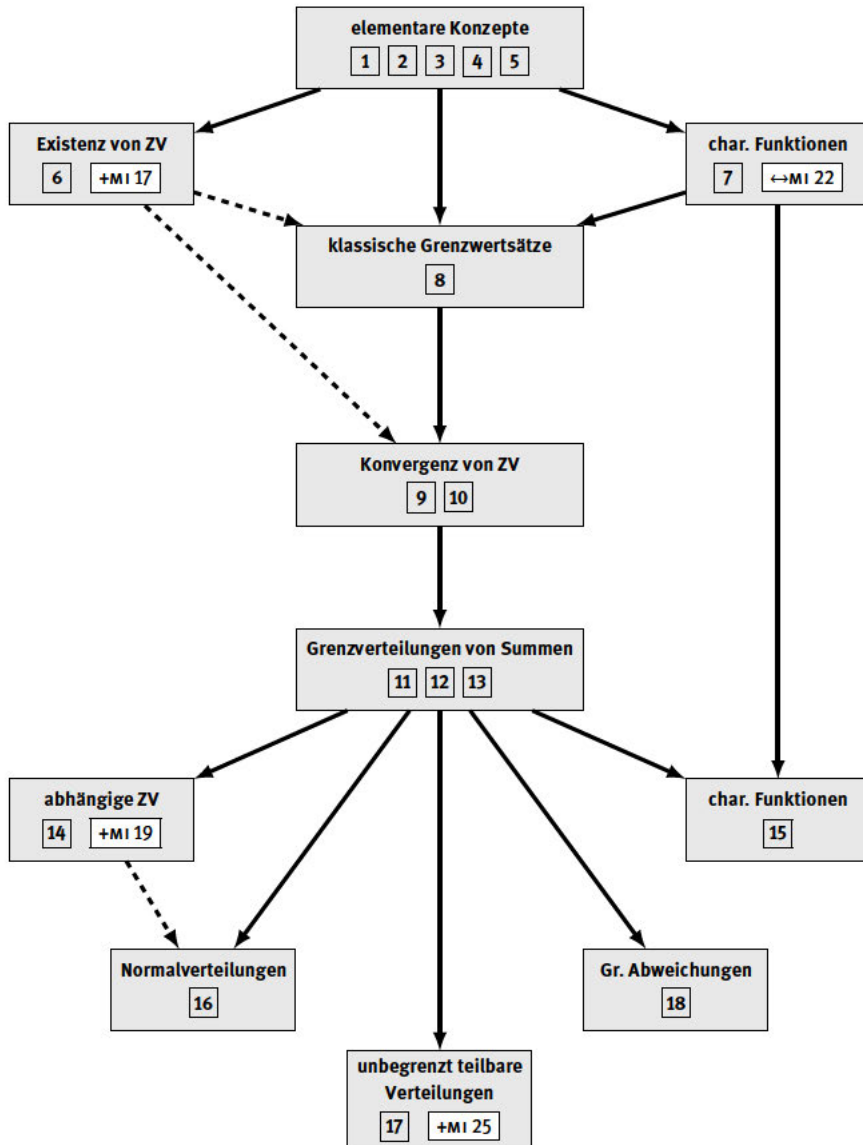 elementare Konzepte
1 2 3 4 5
Existenz von ZV
6 +MI 17
char. Funktionen
7 ↔MI 22
klassische Grenzwertsätze
8
Konvergenz von ZV
9 10
Grenzverteilungen von Summen
11 12 13
abhängige ZV
14 +MI 19
char. Funktionen
15
Normalverteilungen
16
Gr. Abweichungen
18
unbegrenzt teilbare
Verteilungen
17 +MI 25